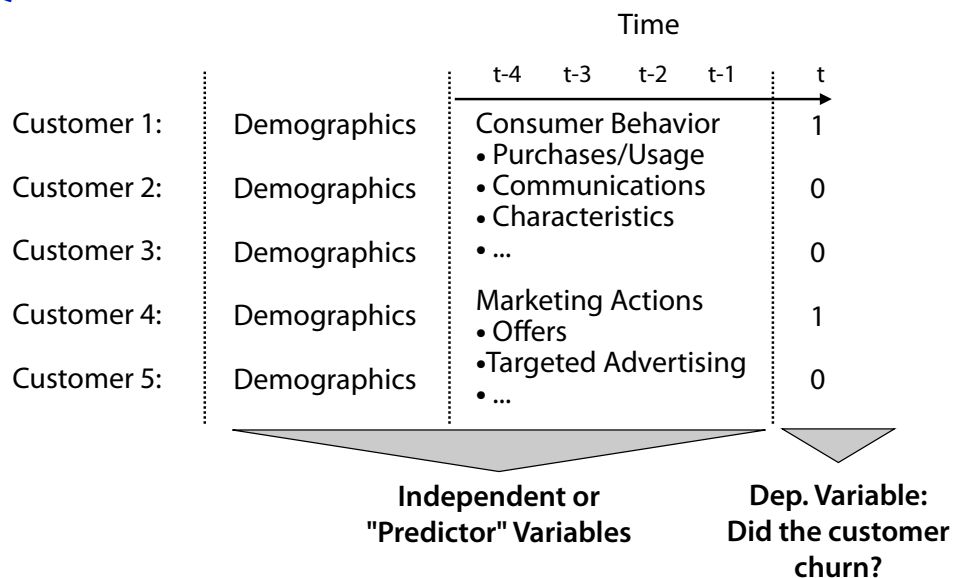 Time
t-4 t-3 t-2 t-1 t
Customer 1: Demographics Consumer Behavior 1
• Purchases/Usage
Customer 2: Demographics • Communications 0
• Characteristics
Customer 3: Demographics • ... 0
Customer 4: Demographics Marketing Actions 1
• Offers
•Targeted Advertising
Customer 5: Demographics 0
• ...
Independent or Dep. Variable:
"Predictor" Variables Did the customer
churn?